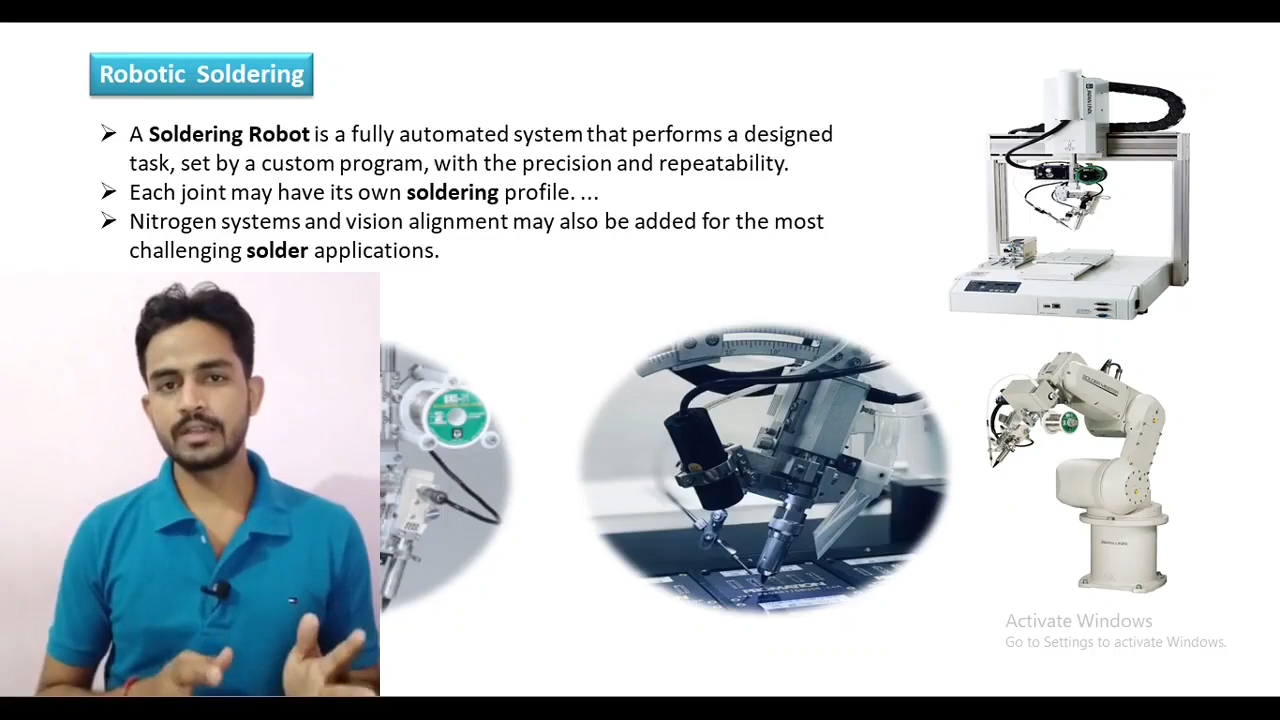 Robotic Soldering
➢ A Soldering Robot is a fully automated system that performs a designed
task, set by a custom program, with the precision and repeatability.
➢ Each joint may have its own soldering profile. ...
➢ Nitrogen systems and vision alignment may also be added for the most
challenging solder applications.
PROMATION
Activate Windows
Go to Settings to activate Windows.